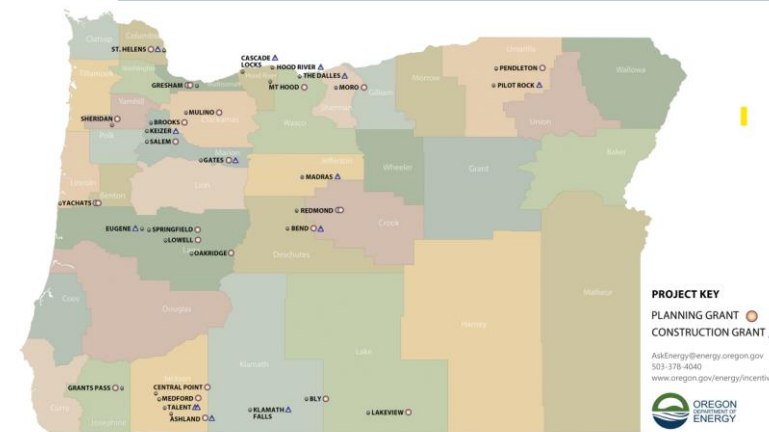 Clatsop
Columbia
ST. HELENS
Tillamook
Washington
CASCADE
LOCKS
HOOD RIVER
THE DALLES
GRESHAM
MT HOOD
MORO
Sherman
Gilliam
Morrow
Umatilla
PENDLETON
PILOT ROCK
Wallowa
Union
Yamhill
SHERIDAN
MULINO
Clackamas
BROOKS
KEIZER
SALEM
Polk
Marion
GATES
Wasco
Jefferson
MADRAS
Wheeler
Grant
Baker
Lincoln
Benton
Linn
YACHATS
REDMOND
Crook
EUGENE
SPRINGFIELD
LOWELL
Lane
OAKRIDGE
BEND
Deschutes
Coos
Douglas
Harney
Malheur
Klamath
Lake
Curry
Josephine
Jackson
GRANTS PASS
CENTRAL POINT
MEDFORD
TALENT
ASHLAND
KLAMATH
FALLS
BLY
LAKEVIEW
PROJECT KEY
PLANNING GRANT
CONSTRUCTION GRANT
AskEnergy@energy.oregon.gov
503-378-4040
www.oregon.gov/energy/incentiv
OREGON
DEPARTMENT OF
ENERGY